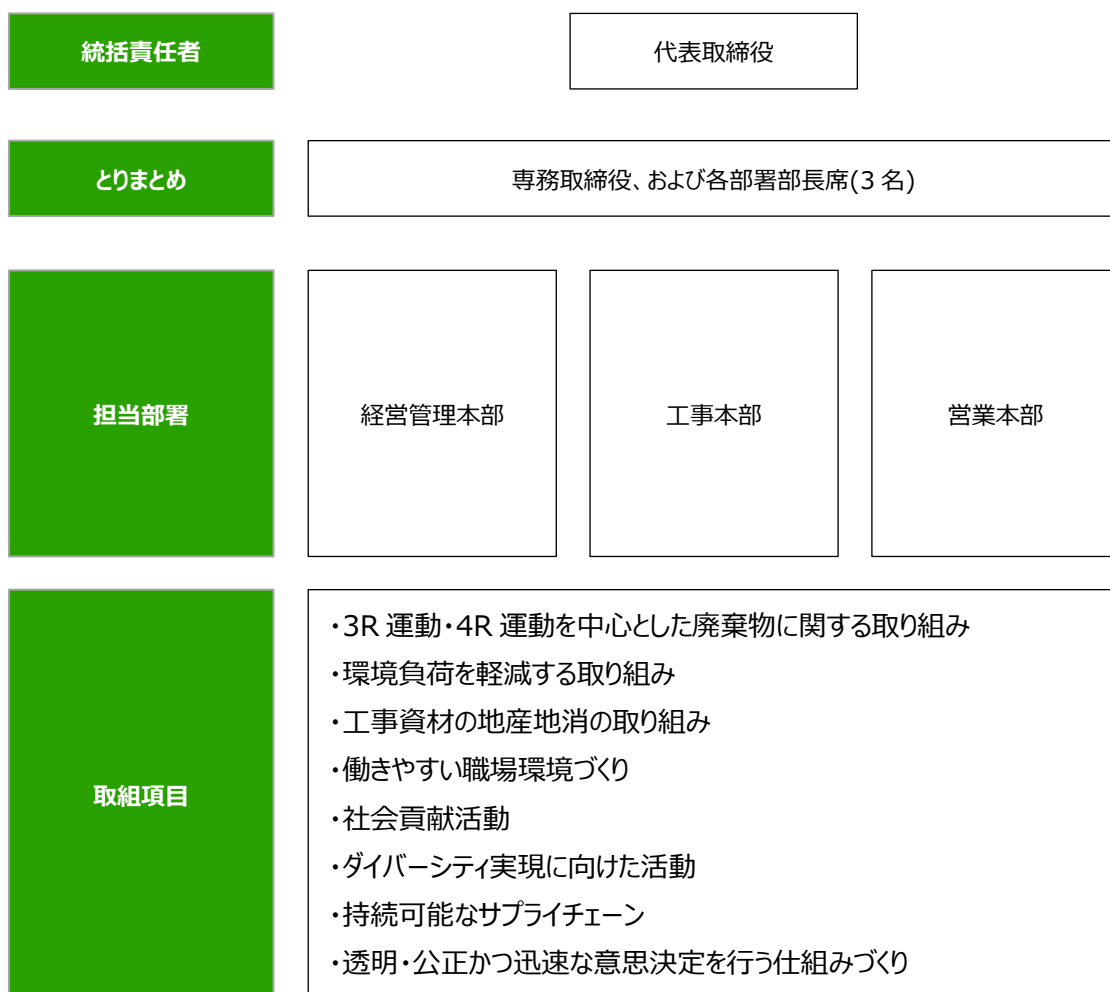 統括責任者
代表取締役
とりまとめ
専務取締役、および各部署部長席(3 名)
担当部署
経営管理本部
工事本部
営業本部
取組項目
・3R 運動・4R 運動を中心とした廃棄物に関する取り組み
・環境負荷を軽減する取り組み
・工事資材の地産地消の取り組み
・働きやすい職場環境づくり
・社会貢献活動
・ダイバーシティ実現に向けた活動
・持続可能なサプライチェーン
・透明・公正かつ迅速な意思決定を行う仕組みづくり